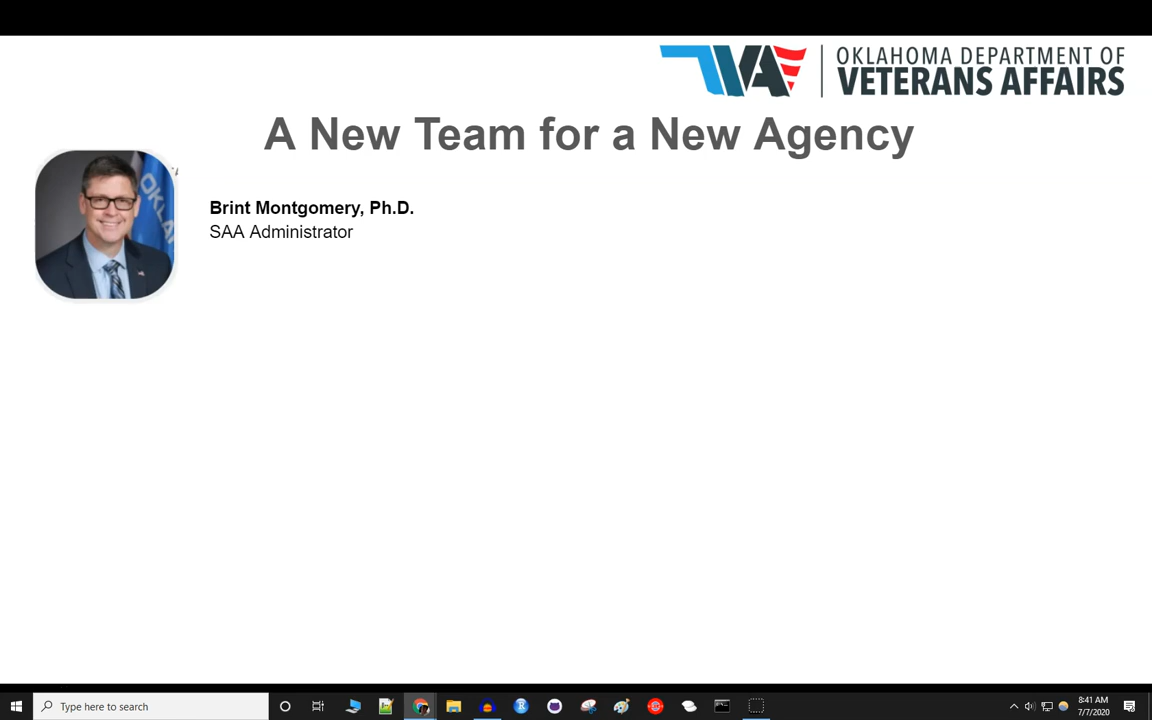 VA
OKLAHOMA DEPARTMENT OF
VETERANS AFFAIRS
A New Team for a New Agency
Brint Montgomery, Ph.D.
SAA Administrator
Type here to search
8:41 AM
7/7/2020